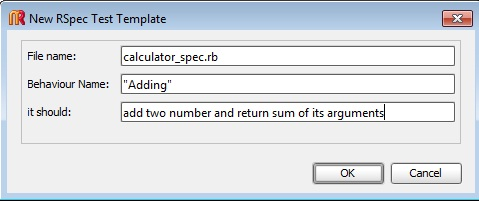 New RSpec Test Template
File name: calculator_spec.rb
Behaviour Name: "Adding"
it should: add two number and return sum of its arguments
OK Cancel